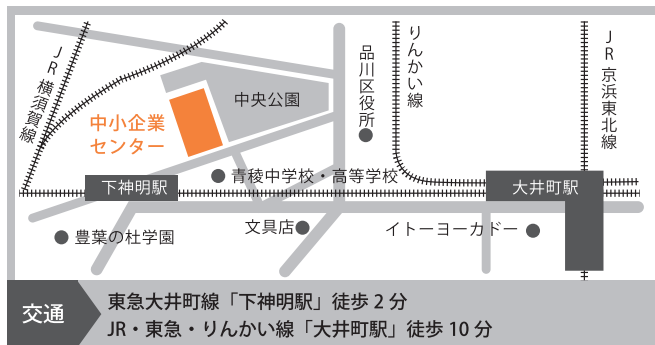 JR横須賀線
中小企業
センター
中央公園
品川区役所
りんかい線
JR京浜東北線
下神明駅
青稜中学校・高等学校
大井町駅
豊葉の杜学園
文具店
イトーヨーカドー
交通
東急大井町線「下神明駅」徒歩2分
JR・東急・りんかい線「大井町駅」徒歩10分